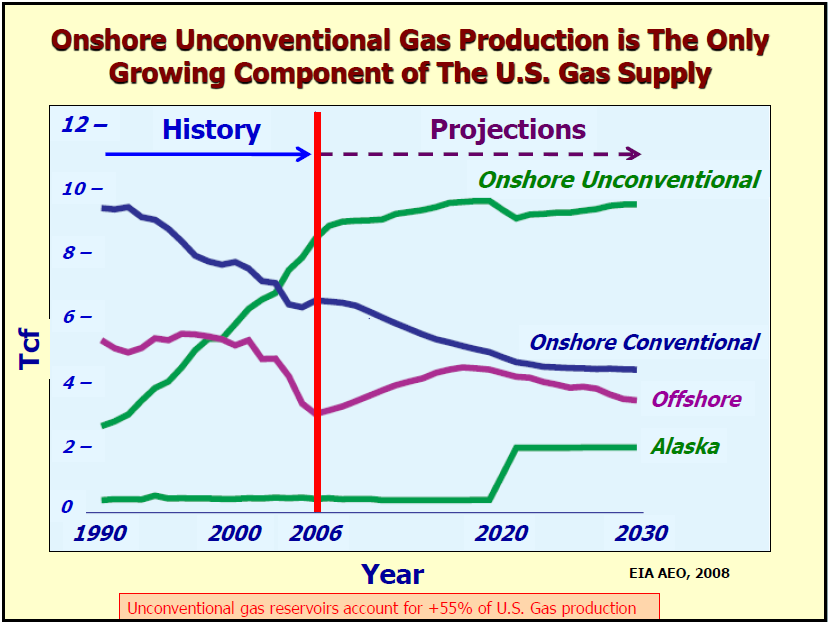 Onshore Unconventional Gas Production is The Only
Growing Component of The U.S. Gas Supply
12
History
Projections
Onshore Unconventional
10
8
6
Onshore Conventional
Tcf
4
Offshore
2
Alaska
0
1990
2000
2006
2020
2030
Year
EIA AEO, 2008
Unconventional gas reservoirs account for +55% of U.S. Gas production